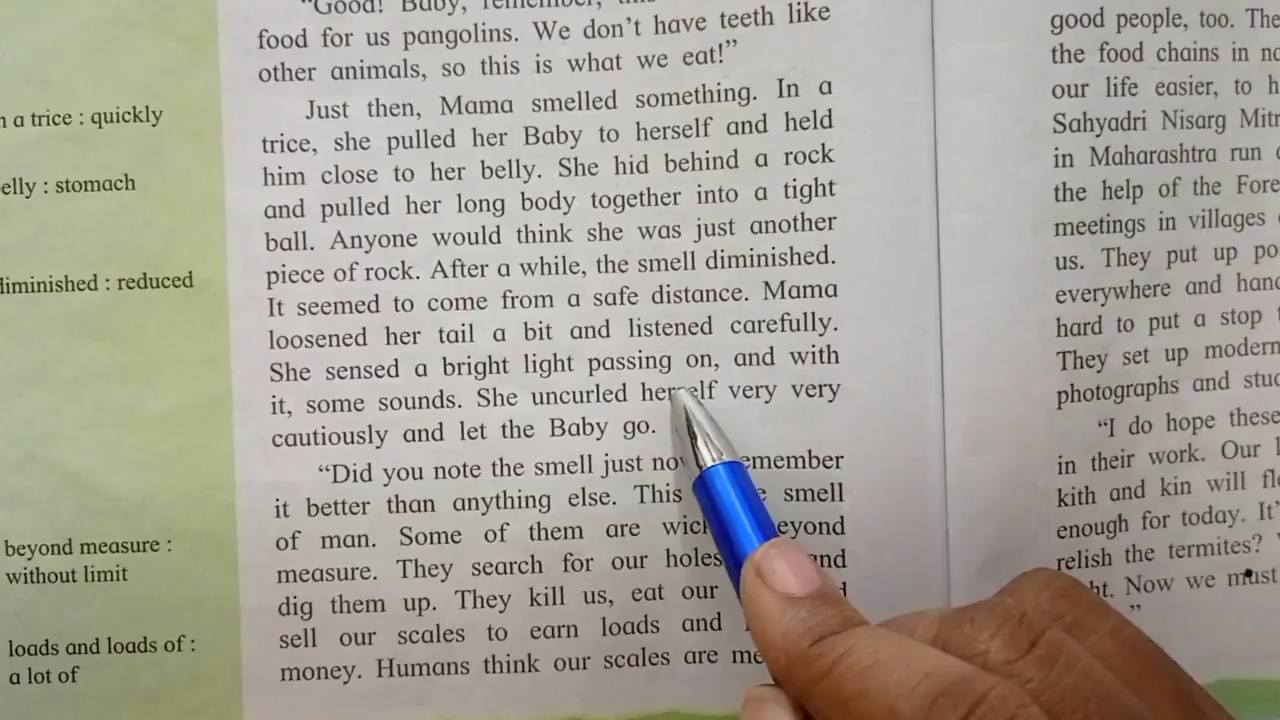 "Good! Baby, remember,
food for us pangolins. We don't have teeth like
other animals, so this is what we eat!"
Just then, Mama smelled something. In a
trice, she pulled her Baby to herself and held
him close to her belly. She hid behind a rock
and pulled her long body together into a tight
ball. Anyone would think she was just another
piece of rock. After a while, the smell diminished.
It seemed to come from a safe distance. Mama
loosened her tail a bit and listened carefully.
She sensed a bright light passing on, and with
it, some sounds. She uncurled herself very very
cautiously and let the Baby go.
"Did you note the smell just
it better than anything else. This smell
of man. Some of them are
measure. They search for our holes
dig them up. They kill us, eat our
sell our scales to earn loads and
money. Humans think our scales are
a trice : quickly
belly : stomach
diminished : reduced
beyond measure :
without limit
loads and loads of :
a lot of
good people, too.
the food chains in
our life easier, to
Sahyadri Nisarg
in Maharashtra run
the help of the
meetings in villages
us. They put up
everywhere and
hard to put a stop
They set up modern
photographs and
"I do hope these
in their work. Our
kith and kin will
enough for today. It's
relish the termites?
Now we must
"